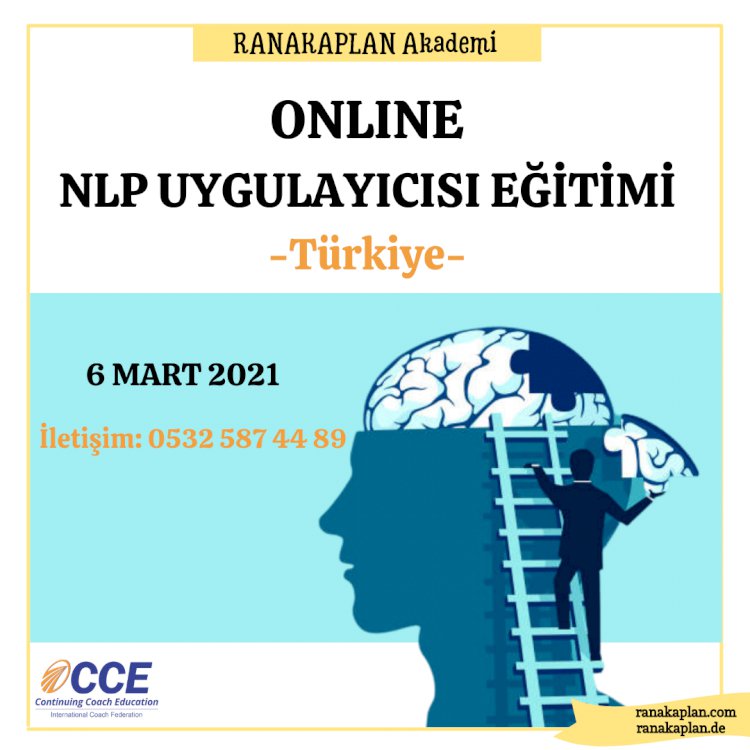 RANAKAPLAN Akademi
ONLINE
NLP UYGULAYICISI EĞİTİMİ
-Türkiye-
6 MART 2021
İletişim: 0532 587 44 89
CCE
Continuing Coach Education
International Coach Federation
ranakaplan.com
ranakaplan.de